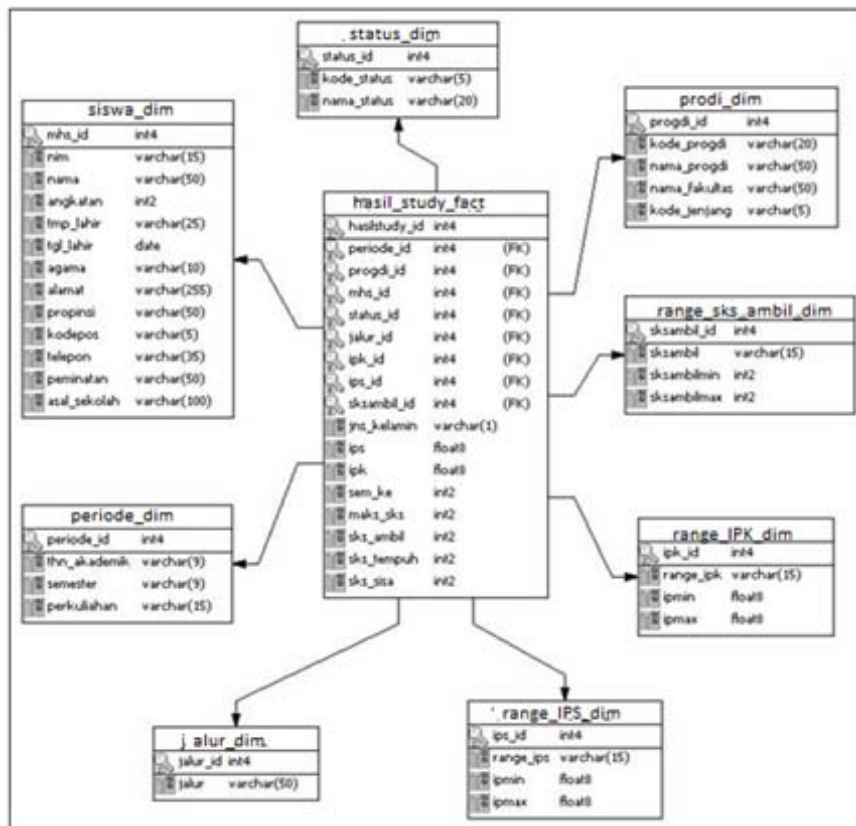 status_dim
status_id int4
kode_status varchar(5)
nama_status varchar(20)
siswa_dim
mhs_id int4
nim varchar(15)
nama varchar(50)
angkatan int2
tmp_lahir varchar(25)
tgl_lahir date
agama varchar(10)
alamat varchar(255)
propinsi varchar(50)
kodepos varchar(5)
telepon varchar(35)
peminatan varchar(50)
asal_sekolah varchar(100)
prodi_dim
progdi_id int4
kode_progdi varchar(20)
nama_progdi varchar(50)
nama_fakultas varchar(50)
kode_jenjang varchar(5)
hasil_study_fact
hasilstudy_id int4
periode_id int4 (FK)
progdi_id int4 (FK)
mhs_id int4 (FK)
status_id int4 (FK)
jalur_id int4 (FK)
ipk_id int4 (FK)
ips_id int4 (FK)
sksambil_id int4 (FK)
jns_kelamin varchar(1)
ips float8
ipk float8
sem_ke int2
maks_sks int2
sks_ambil int2
sks_tempuh int2
sks_sisa int2
range_sks_ambil_dim
sksambil_id int4
sksambil varchar(15)
sksambilmin int2
sksambilmax int2
periode_dim
periode_id int4
thn_akademik varchar(9)
semester varchar(9)
perkuliahan varchar(15)
range_IPK_dim
ipk_id int4
range_ipk varchar(15)
ipmin float8
ipmax float8
jalur_dim
jalur_id int4
jalur varchar(50)
range_IPS_dim
ips_id int4
range_ips varchar(15)
ipmin float8
ipmax float8